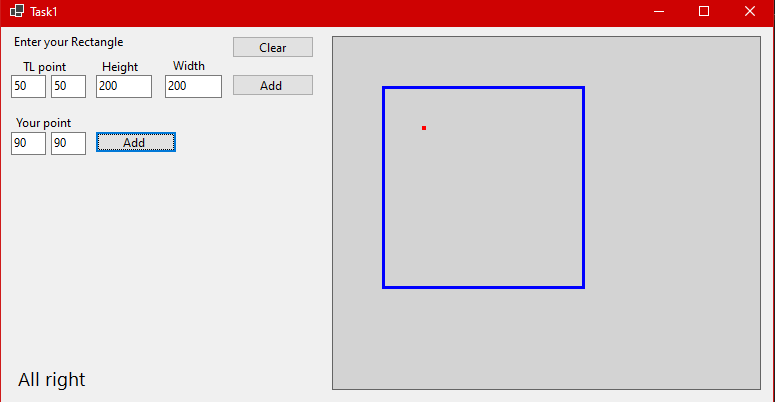 Task1
Enter your Rectangle
Clear
TL point Height Width
50 50 200 200 Add
Your point
90 90 Add
All right